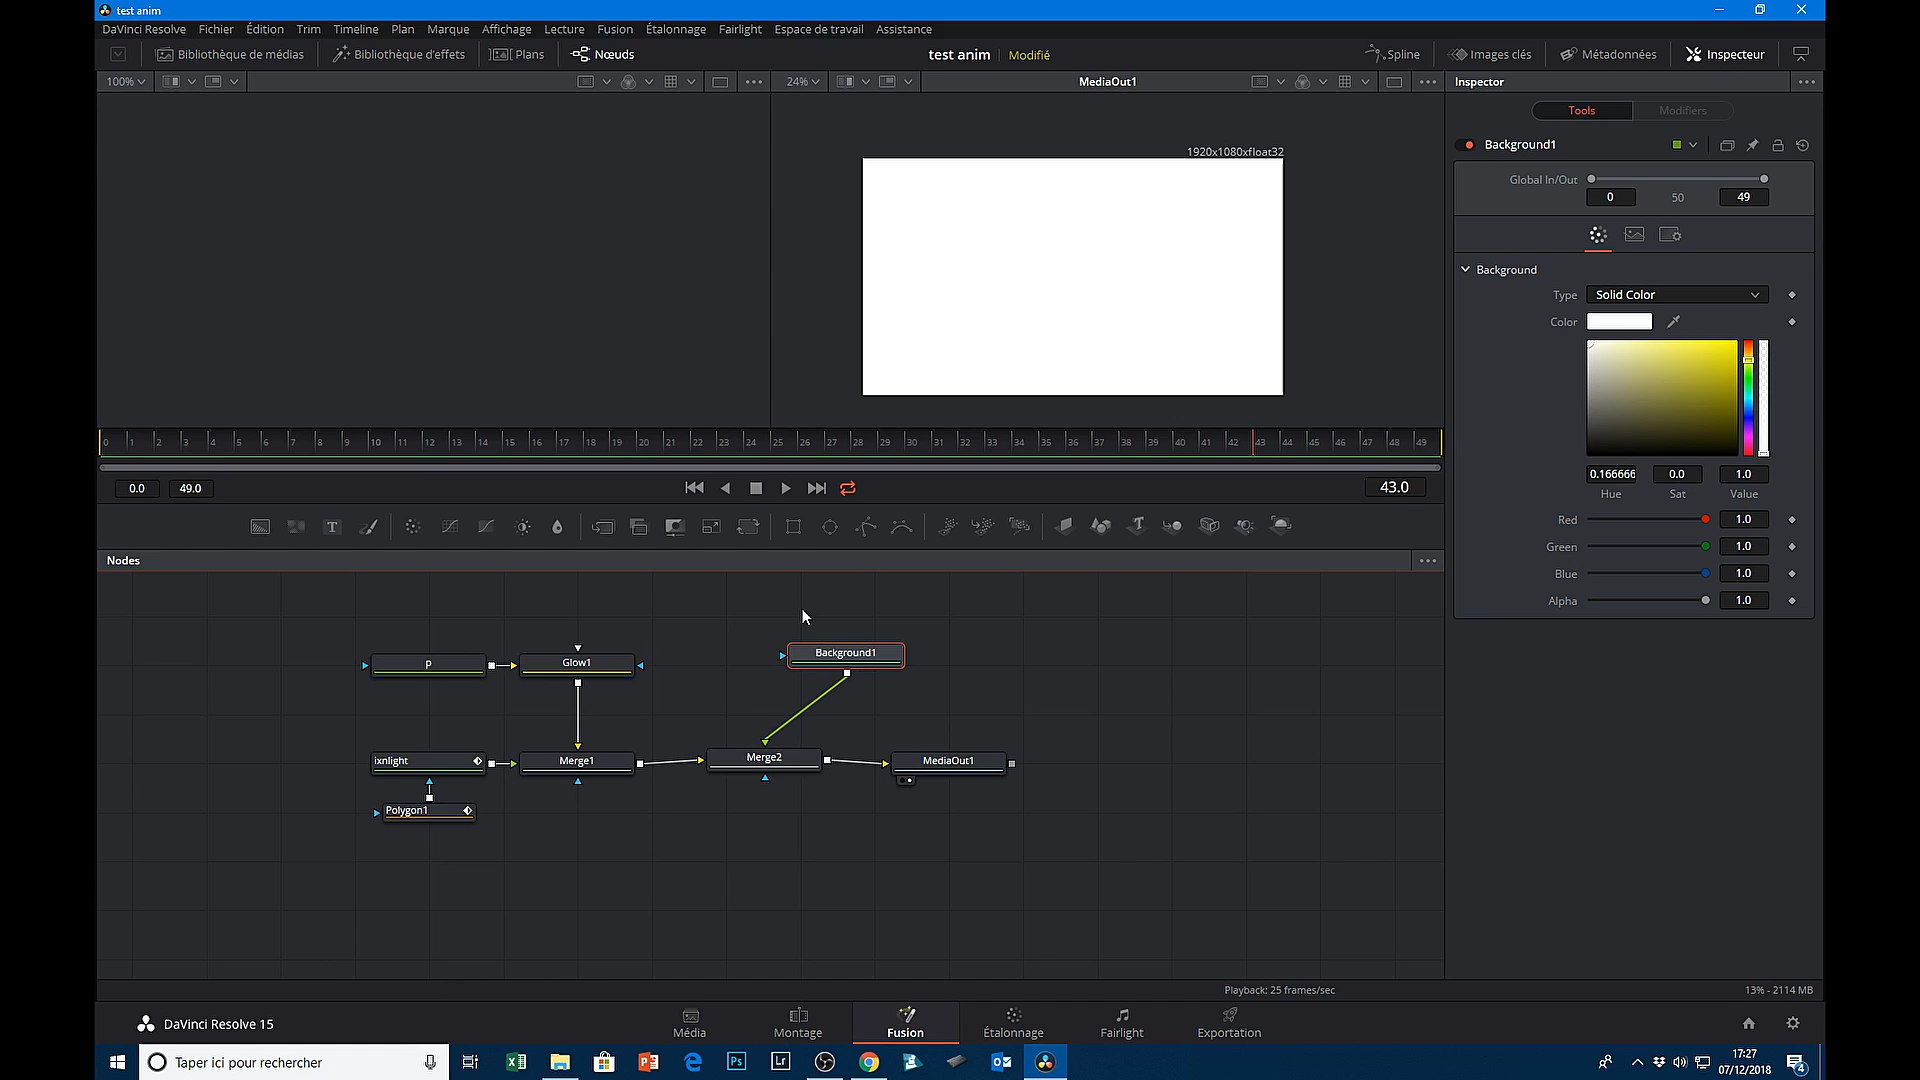 test anim
DaVinci Resolve Fichier Édition Trim Timeline Plan Marque Affichage Lecture Fusion Étalonnage Fairlight Espace de travail Assistance
Bibliothèque de médias Bibliothèque d'effets Plans Nœuds test anim Modifié Spline Images clés Métadonnées Inspecteur
100% 24% MediaOut1 Inspector
Tools Modifiers
Background1
1920x1080xfloat32
Global In/Out
0 50 49
Background
Type Solid Color
Color
0 1 2 3 4 5 6 7 8 9 10 11 12 13 14 15 16 17 18 19 20 21 22 23 24 25 26 27 28 29 30 31 32 33 34 35 36 37 38 39 40 41 42 43 44 45 46 47 48 49
0.166666 0.0 1.0
Hue Sat Value
0.0 49.0 43.0
Red 1.0
Green 1.0
Blue 1.0
Alpha 1.0
T
Nodes
Background1
p Glow1
ixnlight Merge1 Merge2 MediaOut1
Polygon1
Playback: 25 frames/sec 13% - 2114 MB
DaVinci Resolve 15 Média Montage Fusion Étalonnage Fairlight Exportation
Taper ici pour rechercher
Ps Lr
17:27
07/12/2018
4